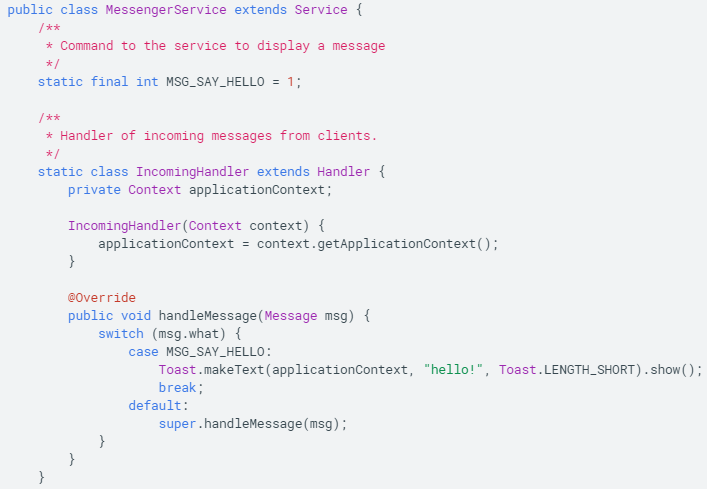 public class MessengerService extends Service {
    /**
     * Command to the service to display a message
     */
    static final int MSG_SAY_HELLO = 1;

    /**
     * Handler of incoming messages from clients.
     */
    static class IncomingHandler extends Handler {
        private Context applicationContext;

        IncomingHandler(Context context) {
            applicationContext = context.getApplicationContext();
        }

        @Override
        public void handleMessage(Message msg) {
            switch (msg.what) {
                case MSG_SAY_HELLO:
                    Toast.makeText(applicationContext, "hello!", Toast.LENGTH_SHORT).show();
                    break;
                default:
                    super.handleMessage(msg);
            }
        }
    }